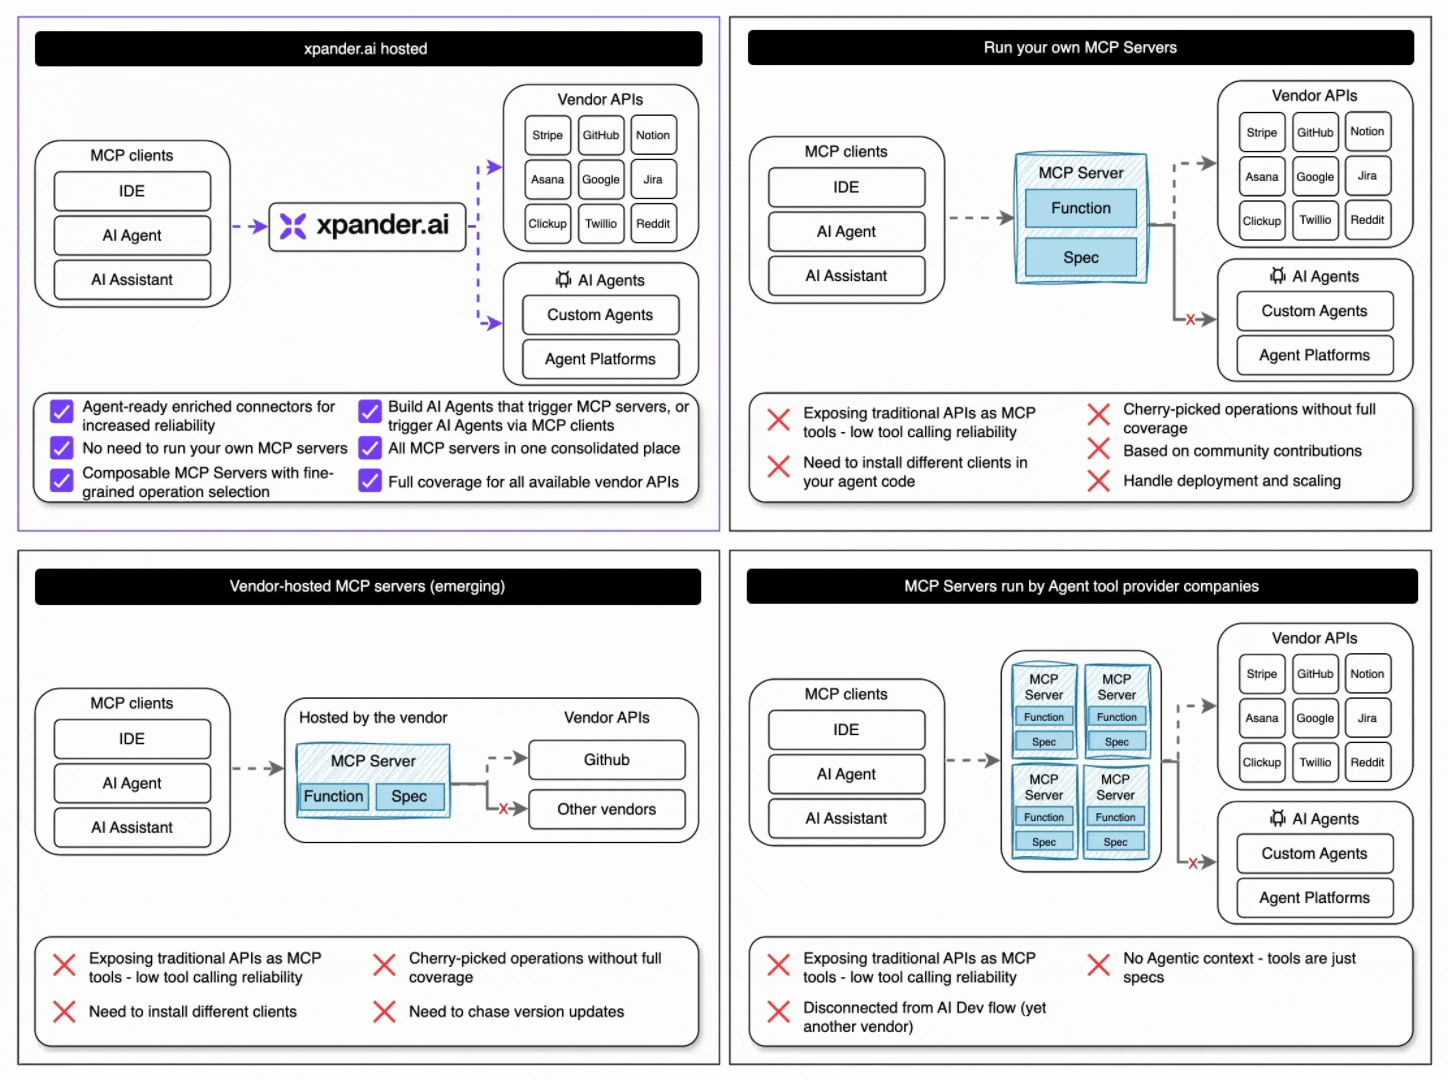 xpander.ai hosted
MCP clients
IDE
AI Agent
AI Assistant
xpander.ai
Vendor APIs
Stripe
GitHub
Notion
Asana
Google
Jira
Clickup
Twillio
Reddit
AI Agents
Custom Agents
Agent Platforms
Agent-ready enriched connectors for
increased reliability
No need to run your own MCP servers
Composable MCP Servers with fine-
grained operation selection
Build AI Agents that trigger MCP servers, or
trigger AI Agents via MCP clients
All MCP servers in one consolidated place
Full coverage for all available vendor APIs
Run your own MCP Servers
MCP clients
IDE
AI Agent
AI Assistant
MCP Server
Function
Spec
Vendor APIs
Stripe
GitHub
Notion
Asana
Google
Jira
Clickup
Twillio
Reddit
X
AI Agents
Custom Agents
Agent Platforms
Exposing traditional APIs as MCP
tools - low tool calling reliability
Need to install different clients in
your agent code
Cherry-picked operations without full
coverage
Based on community contributions
Handle deployment and scaling
Vendor-hosted MCP servers (emerging)
MCP clients
IDE
AI Agent
AI Assistant
Hosted by the vendor
MCP Server
Function
Spec
Vendor APIs
Github
X
Other vendors
Exposing traditional APIs as MCP
tools - low tool calling reliability
Need to install different clients
Cherry-picked operations without full
coverage
Need to chase version updates
MCP Servers run by Agent tool provider companies
MCP clients
IDE
AI Agent
AI Assistant
MCP
Server
Function
Spec
MCP
Server
Function
Spec
MCP
Server
Function
Spec
MCP
Server
Function
Spec
Vendor APIs
Stripe
GitHub
Notion
Asana
Google
Jira
Clickup
Twillio
Reddit
X
AI Agents
Custom Agents
Agent Platforms
Exposing traditional APIs as MCP
tools - low tool calling reliability
Disconnected from AI Dev flow (yet
another vendor)
No Agentic context - tools are just
specs